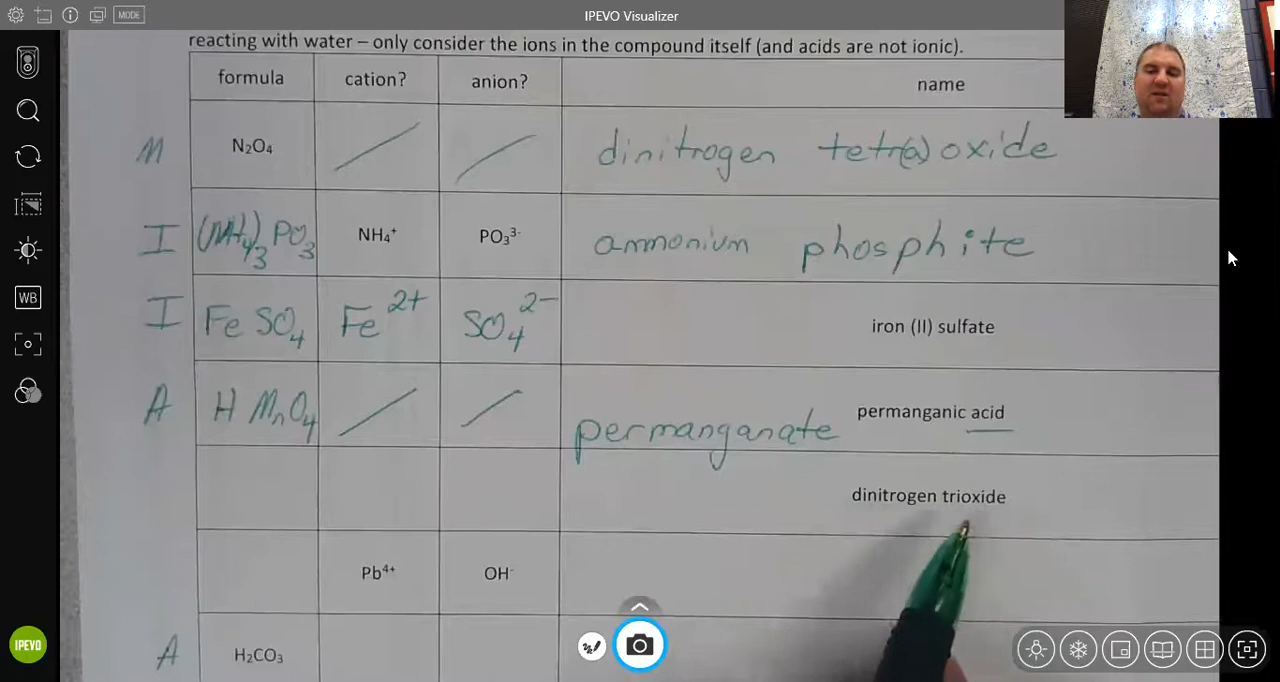 MODE
IPEVO Visualizer
reacting with water – only consider the ions in the compound itself (and acids are not ionic).
formula cation? anion? name
M N₂O₄ / / dinitrogen tetr(a)oxide
I (NH₄)₃PO₃ NH₄⁺ PO₃³⁻ ammonium phosphite
I FeSO₄ Fe²⁺ SO₄²⁻ iron (II) sulfate
A HMnO₄ / / permanganate permanganic acid
dinitrogen trioxide
Pb⁴⁺ OH⁻
A H₂CO₃
WB
IPEVO